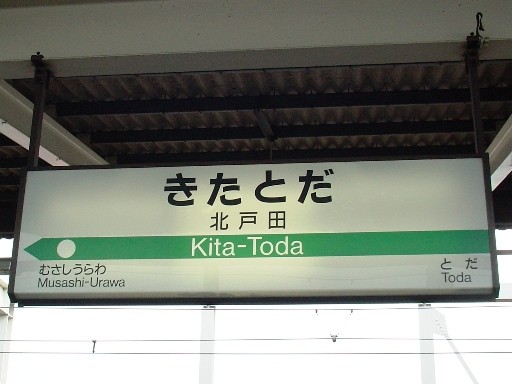 きたとだ
北戸田
Kita-Toda
むさしうらわ
Musashi-Urawa
とだ
Toda